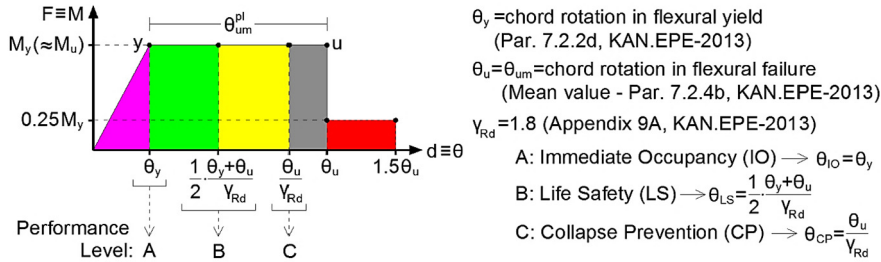 F≡M
θ_um^pl
M_y(≈M_u)
y
u
0.25M_y
d≡θ
θ_y
1/2·(θ_y+θ_u)/γ_Rd
θ_u/γ_Rd
θ_u
1.5θ_u
Performance
Level: A B C
θ_y=chord rotation in flexural yield
(Par. 7.2.2d, KAN.EPE-2013)
θ_u=θ_um=chord rotation in flexural failure
(Mean value - Par. 7.2.4b, KAN.EPE-2013)
γ_Rd=1.8 (Appendix 9A, KAN.EPE-2013)
A: Immediate Occupancy (IO) → θ_IO=θ_y
B: Life Safety (LS) → θ_LS=1/2·(θ_y+θ_u)/γ_Rd
C: Collapse Prevention (CP) → θ_CP=θ_u/γ_Rd